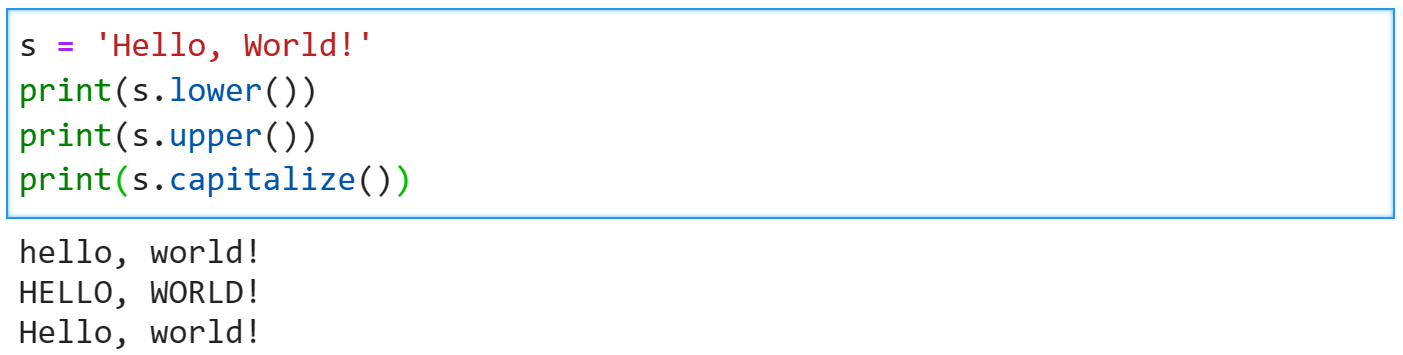 s = 'Hello, World!'
print(s.lower())
print(s.upper())
print(s.capitalize())
hello, world!
HELLO, WORLD!
Hello, world!